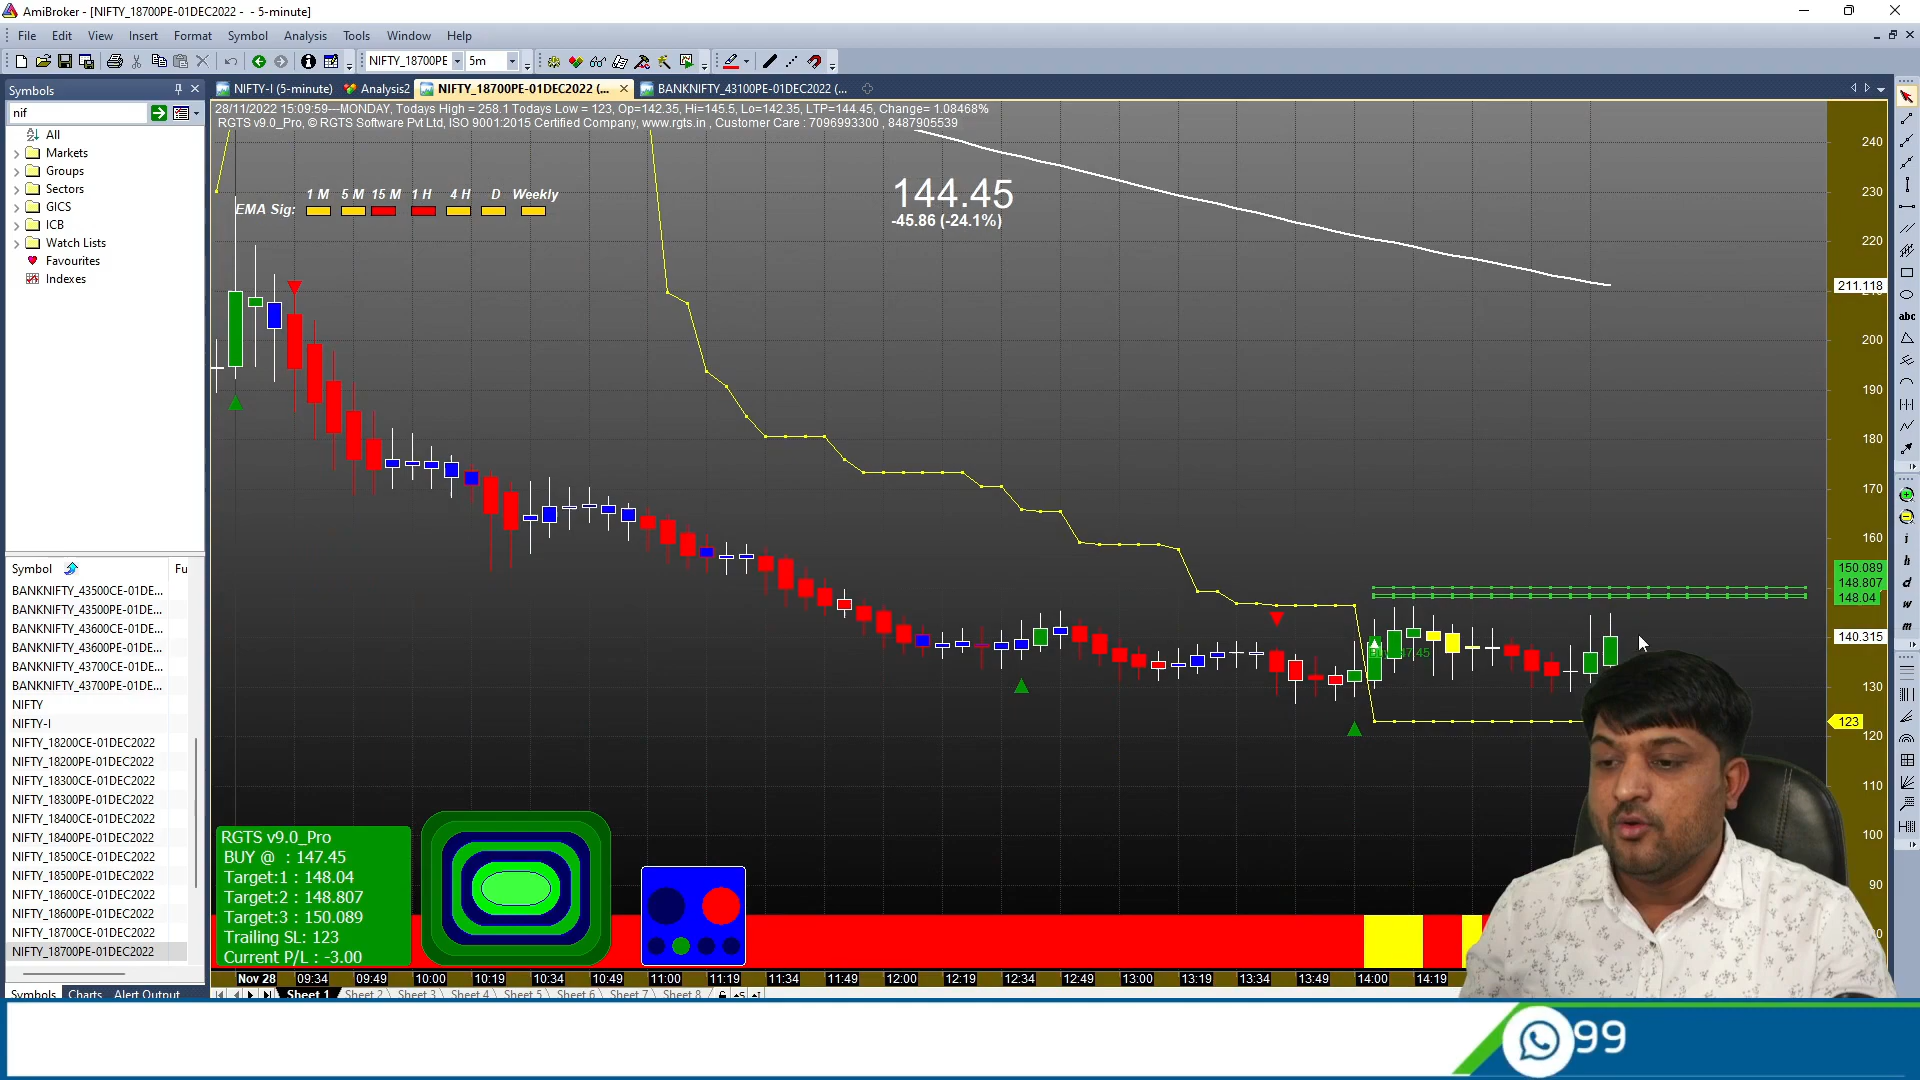 AmiBroker - [NIFTY_18700PE-01DEC2022 - - 5-minute]
File Edit View Insert Format Symbol Analysis Tools Window Help
NIFTY_18700PE 5m
Symbols
NIFTY-I (5-minute) Analysis2 NIFTY_18700PE-01DEC2022 (... BANKNIFTY_43100PE-01DEC2022 (...
nif
28/11/2022 15:09:59---MONDAY, Todays High = 258.1 Todays Low = 123, Op=142.35, Hi=145.5, Lo=142.35, LTP=144.45, Change= 1.08468%
RGTS v9.0_Pro, © RGTS Software Pvt Ltd, ISO 9001:2015 Certified Company, www.rgts.in , Customer Care : 7096993300 , 8487905539
All
Markets
Groups
Sectors
GICS
ICB
Watch Lists
Favourites
Indexes
1 M 5 M 15 M 1 H 4 H D Weekly
EMA Sig:
144.45
-45.86 (-24.1%)
240
230
220
211.118
200
190
180
170
160
150.089
148.807
148.04
140.315
130
123
120
110
100
90
abc
i
h
d
w
m
Symbol Fu
BANKNIFTY_43500CE-01DE...
BANKNIFTY_43500PE-01DE...
BANKNIFTY_43600CE-01DE...
BANKNIFTY_43600PE-01DE...
BANKNIFTY_43700CE-01DE...
BANKNIFTY_43700PE-01DE...
NIFTY
NIFTY-I
NIFTY_18200CE-01DEC2022
NIFTY_18200PE-01DEC2022
NIFTY_18300CE-01DEC2022
NIFTY_18300PE-01DEC2022
NIFTY_18400CE-01DEC2022
NIFTY_18400PE-01DEC2022
NIFTY_18500CE-01DEC2022
NIFTY_18500PE-01DEC2022
NIFTY_18600CE-01DEC2022
NIFTY_18600PE-01DEC2022
NIFTY_18700CE-01DEC2022
NIFTY_18700PE-01DEC2022
RGTS v9.0_Pro
BUY @ : 147.45
Target:1 : 148.04
Target:2 : 148.807
Target:3 : 150.089
Trailing SL: 123
Current P/L : -3.00
Nov 28 09:34 09:49 10:00 10:19 10:34 10:49 11:00 11:19 11:34 11:49 12:00 12:19 12:34 12:49 13:00 13:19 13:34 13:49 14:00 14:19
Symbols Charts Alert Output
Sheet 1 Sheet 2 Sheet 3 Sheet 4 Sheet 5 Sheet 6 Sheet 7 Sheet 8
99